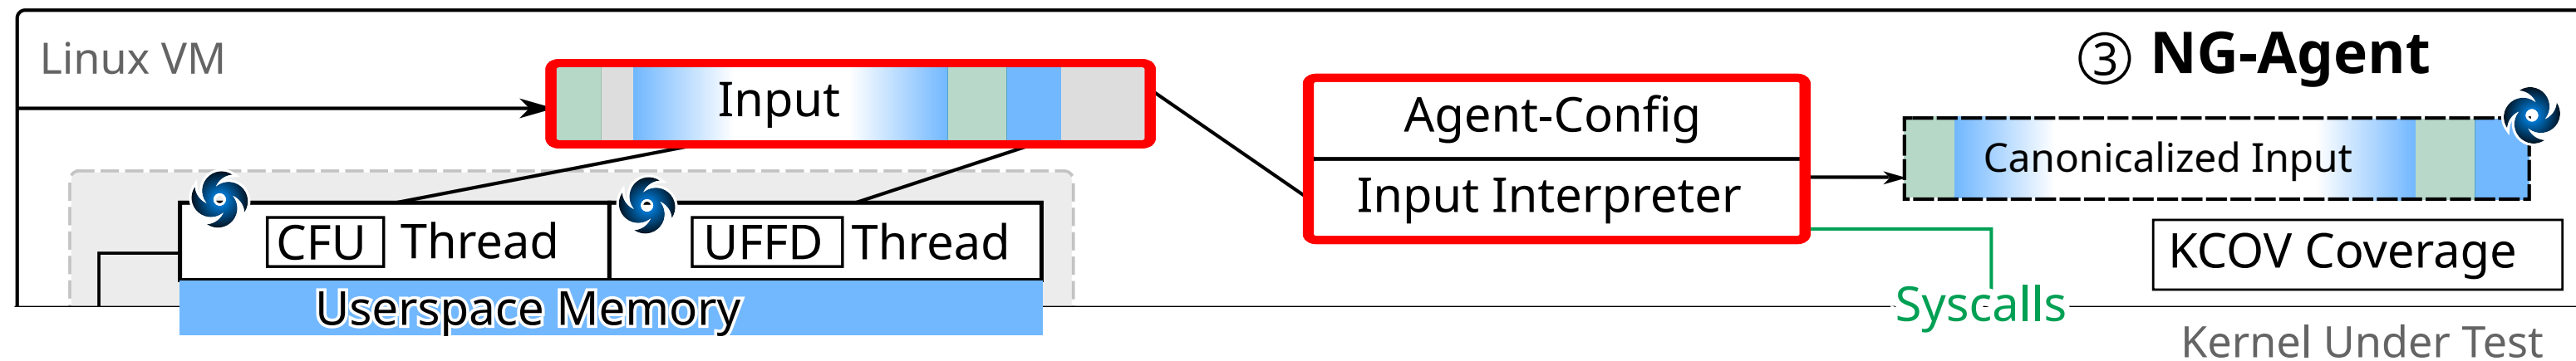 Linux VM
Input
③ NG-Agent
Agent-Config
Input Interpreter
Canonicalized Input
CFU Thread
UFFD Thread
KCOV Coverage
Userspace Memory
Syscalls
Kernel Under Test